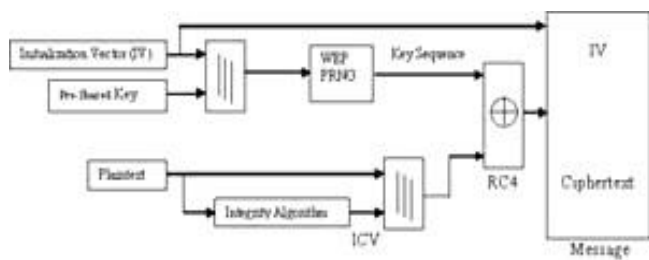 Initialization Vector (IV)
Pre-Shared Key
WEP
PRNG
Key Sequence
IV
RC4
Plaintext
Integrity Algorithm
ICV
Ciphertext
Message